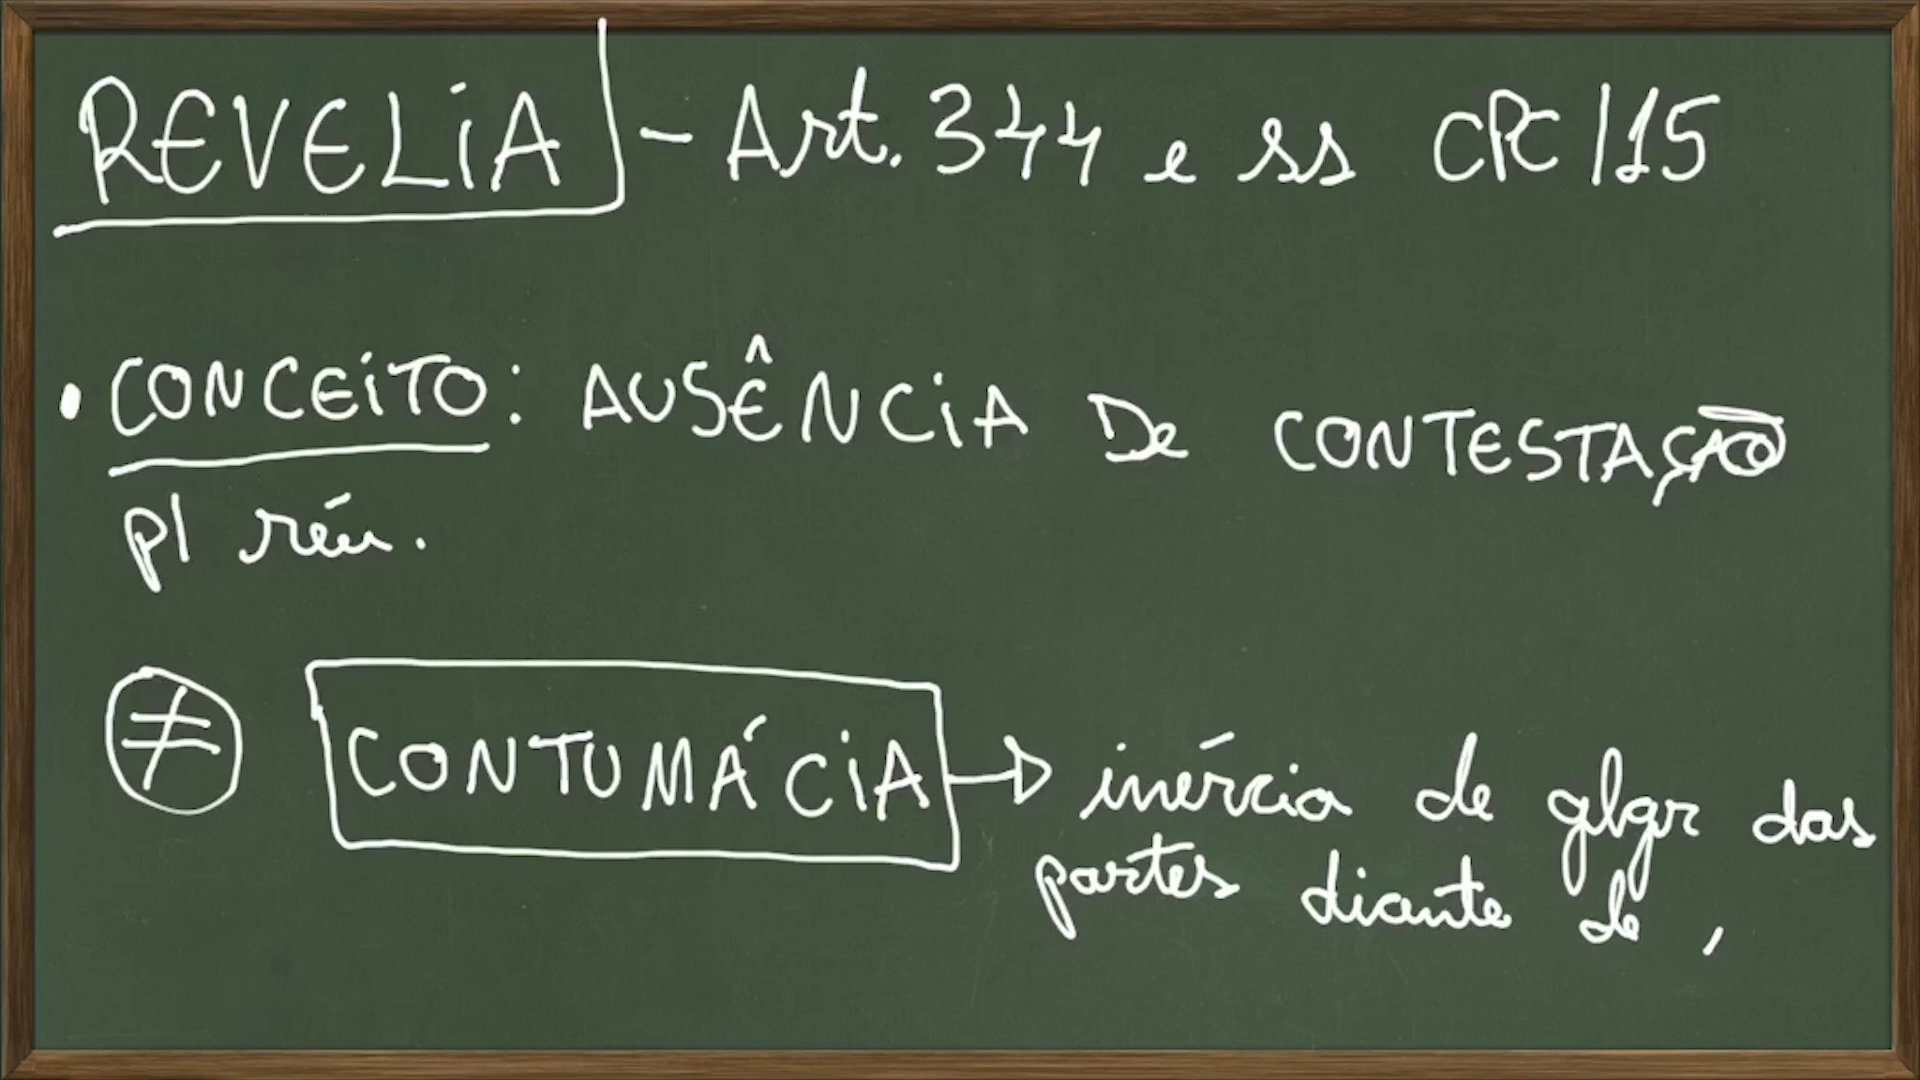 REVELIA - Art. 344 e ss CPC/15
• CONCEITO: AUSÊNCIA De CONTESTAÇÃO
p/ réu.
≠ CONTUMÁCIA → inércia de qlqr das
partes diante de